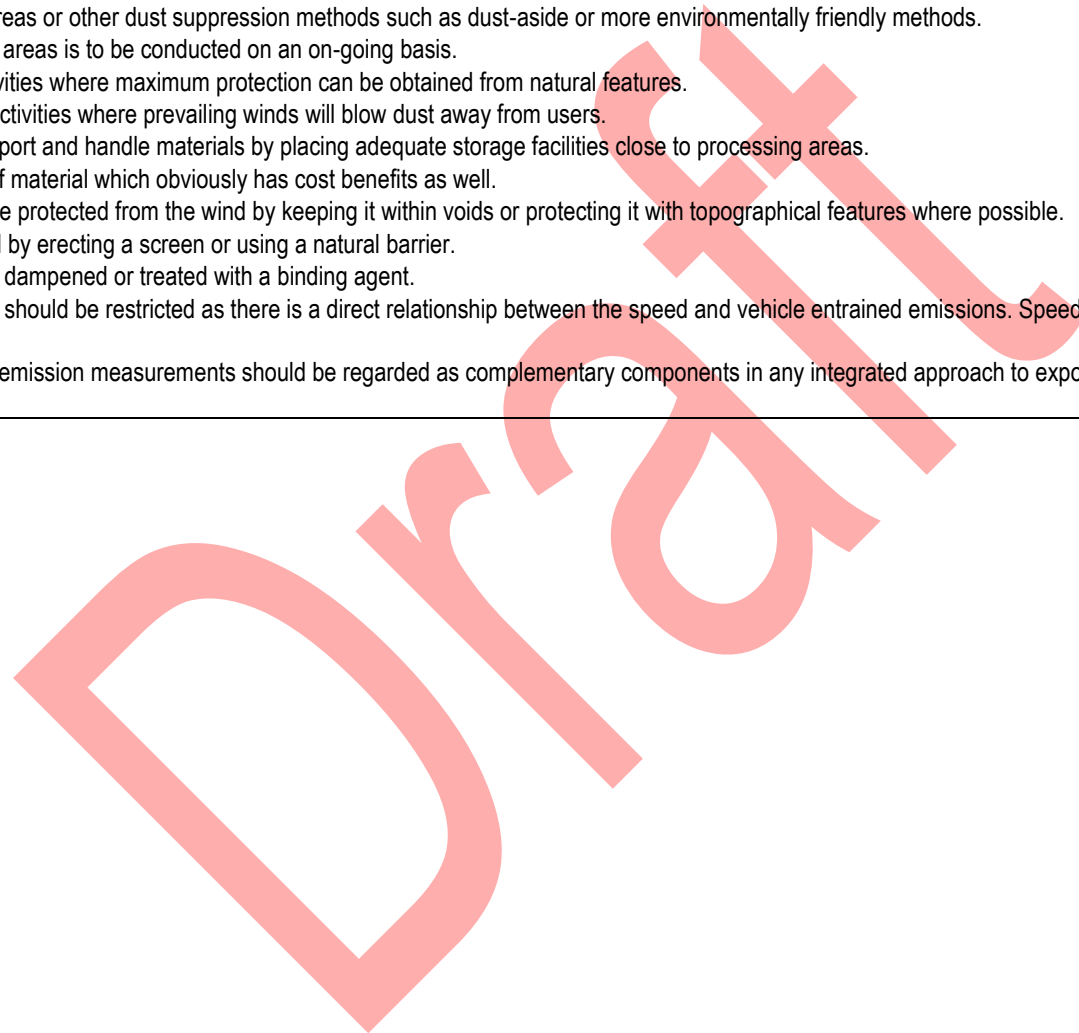 reas or other dust suppression methods such as dust-aside or more environmentally friendly methods.
areas is to be conducted on an on-going basis.
vities where maximum protection can be obtained from natural features.
ctivities where prevailing winds will blow dust away from users.
port and handle materials by placing adequate storage facilities close to processing areas.
f material which obviously has cost benefits as well.
e protected from the wind by keeping it within voids or protecting it with topographical features where possible.
by erecting a screen or using a natural barrier.
dampened or treated with a binding agent.
should be restricted as there is a direct relationship between the speed and vehicle entrained emissions. Speed
emission measurements should be regarded as complementary components in any integrated approach to expo
Draft